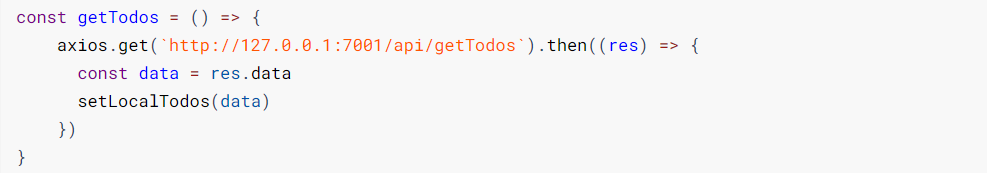 const getTodos = () => {
    axios.get(`http://127.0.0.1:7001/api/getTodos`).then((res) => {
      const data = res.data
      setLocalTodos(data)
    })
}